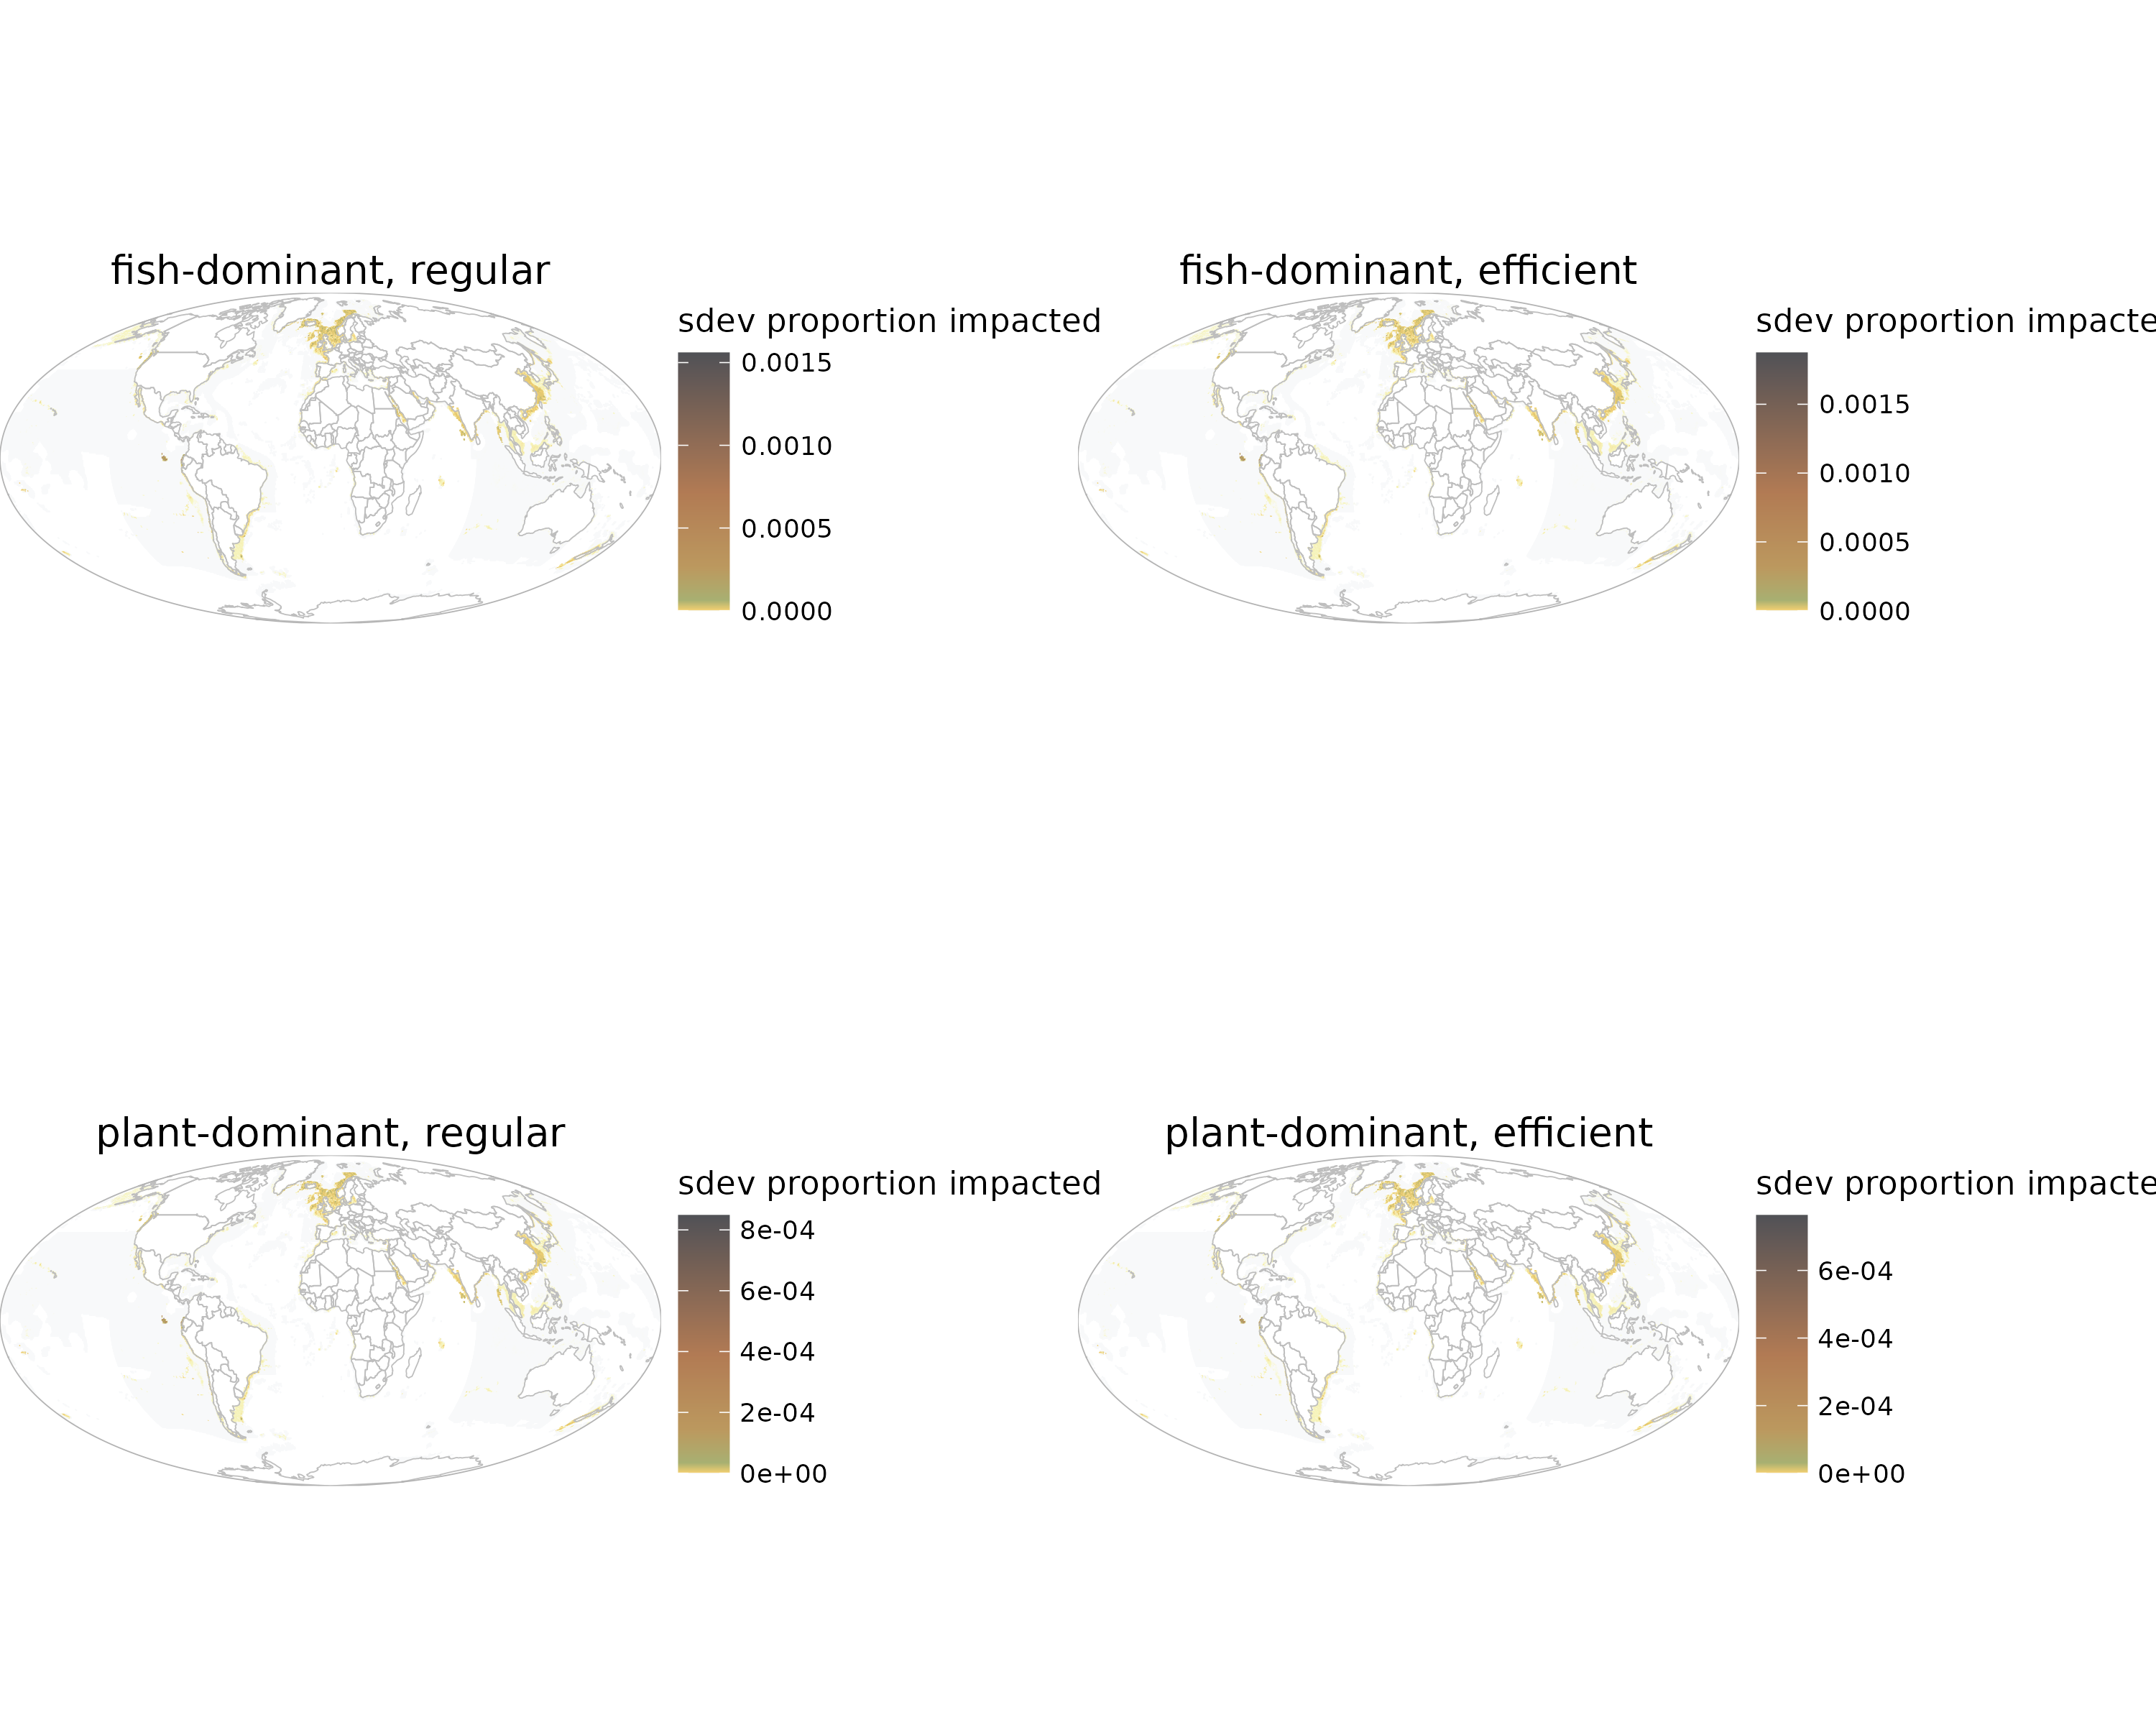 fish-dominant, regular
sdev proportion impacted
0.0015
0.0010
0.0005
0.0000
fish-dominant, efficient
sdev proportion impacte
0.0015
0.0010
0.0005
0.0000
plant-dominant, regular
sdev proportion impacted
8e-04
6e-04
4e-04
2e-04
0e+00
plant-dominant, efficient
sdev proportion impacte
6e-04
4e-04
2e-04
0e+00